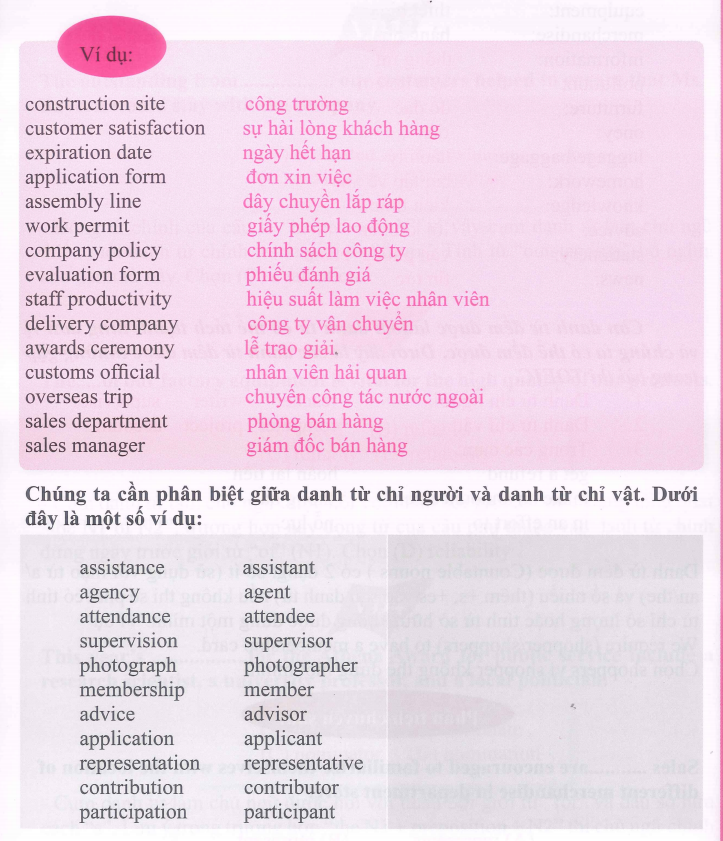 Ví dụ:
construction site công trường
customer satisfaction sự hài lòng khách hàng
expiration date ngày hết hạn
application form đơn xin việc
assembly line dây chuyền lắp ráp
work permit giấy phép lao động
company policy chính sách công ty
evaluation form phiếu đánh giá
staff productivity hiệu suất làm việc nhân viên
delivery company công ty vận chuyển
awards ceremony lễ trao giải.
customs official nhân viên hải quan
overseas trip chuyến công tác nước ngoài
sales department phòng bán hàng
sales manager giám đốc bán hàng
Chúng ta cần phân biệt giữa danh từ chỉ người và danh từ chỉ vật. Dưới
đây là một số ví dụ:
assistance assistant
agency agent
attendance attendee
supervision supervisor
photograph photographer
membership member
advice advisor
application applicant
representation representative
contribution contributor
participation participant